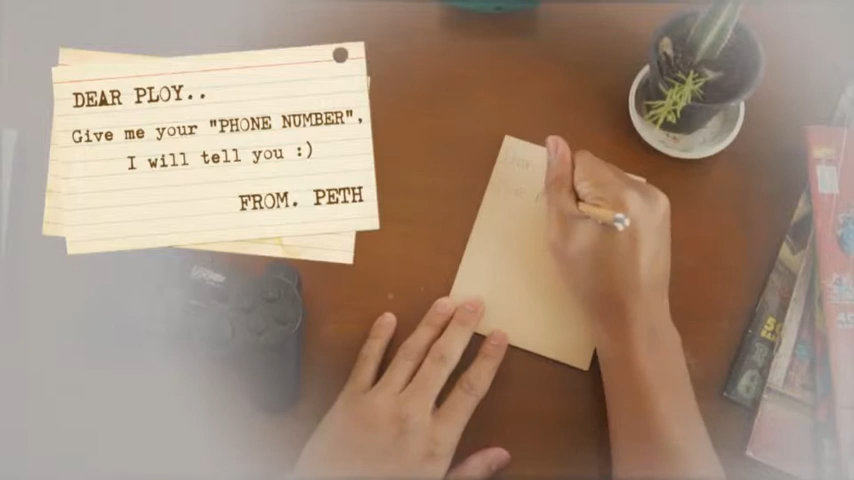 DEAR PLOY..
Give me your "PHONE NUMBER",
I will tell you :)
FROM. PETH